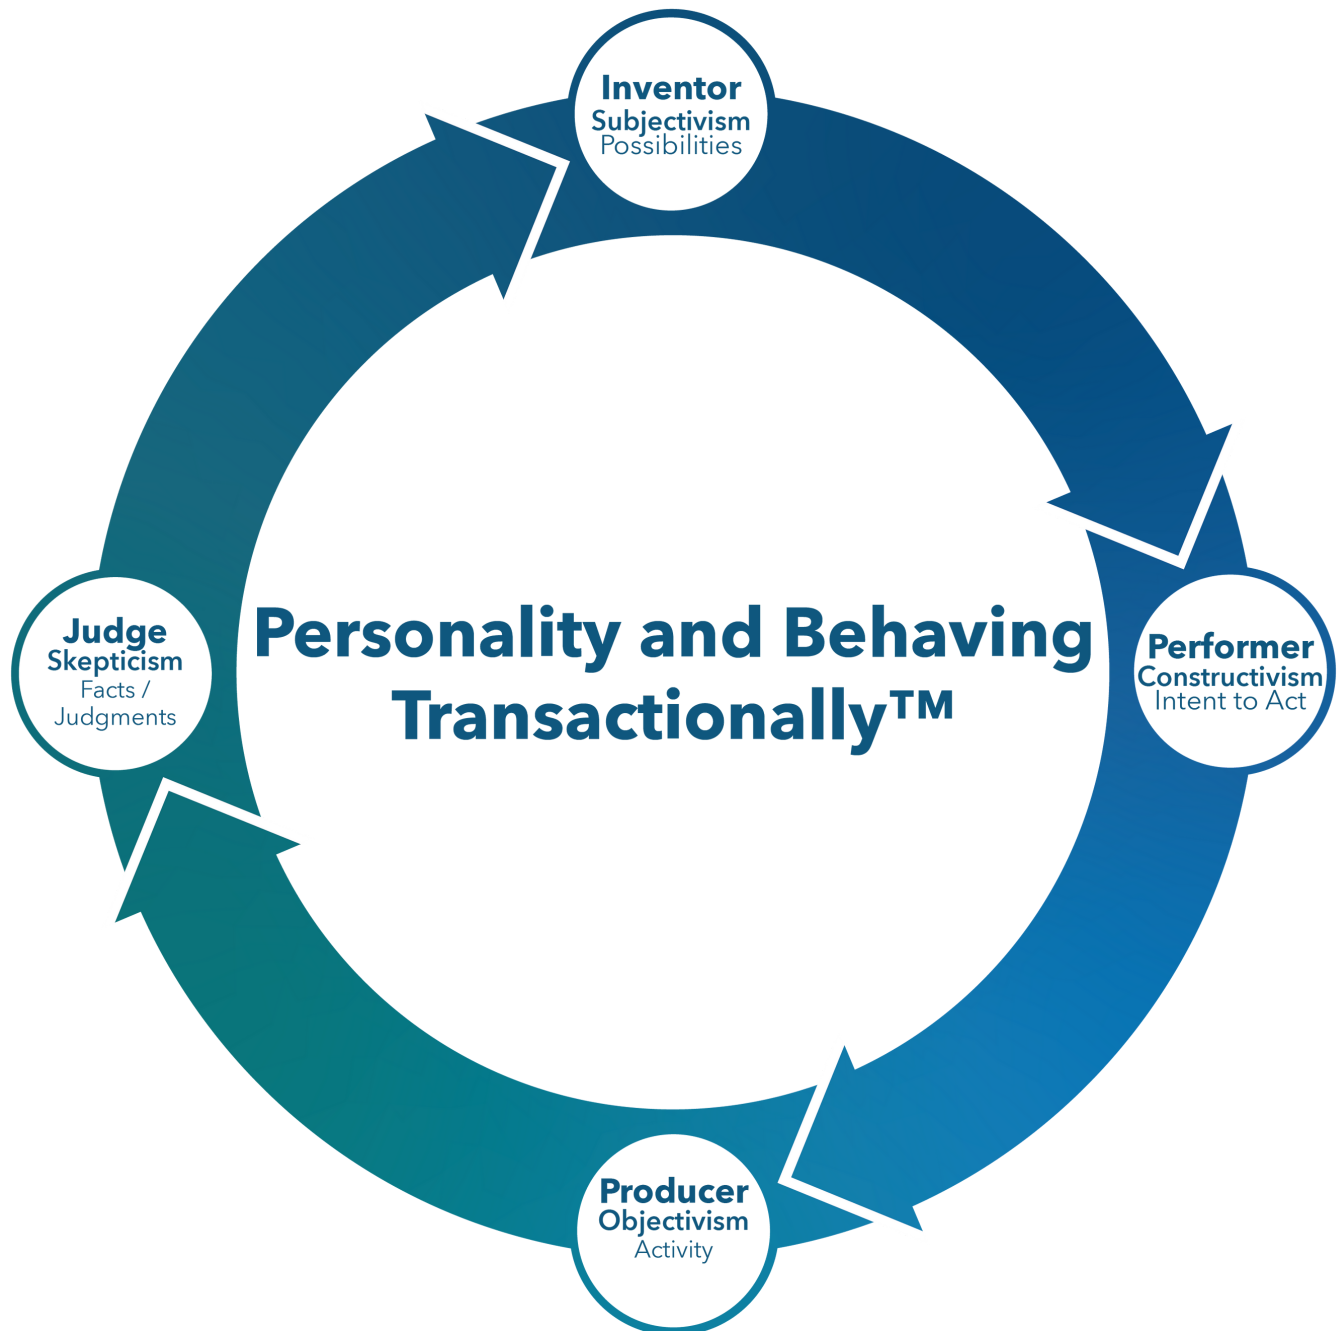 Inventor
Subjectivism
Possibilities
Judge
Skepticism
Facts /
Judgments
Personality and Behaving
Transactionally™
Performer
Constructivism
Intent to Act
Producer
Objectivism
Activity